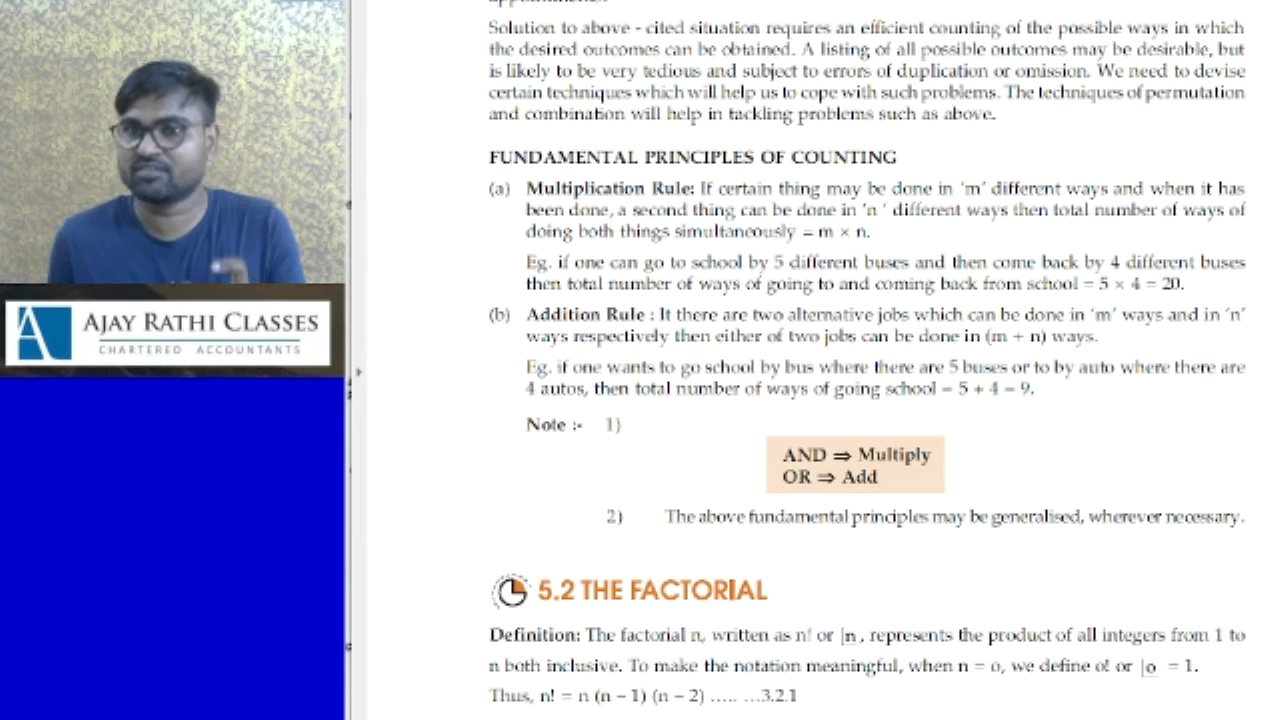 Solution to above - cited situation requires an efficient counting of the possible ways in which
the desired outcomes can be obtained. A listing of all possible outcomes may be desirable, but
is likely to be very tedious and subject to errors of duplication or omission. We need to devise
certain techniques which will help us to cope with such problems. The techniques of permutation
and combination will help in tackling problems such as above.
FUNDAMENTAL PRINCIPLES OF COUNTING
(a) Multiplication Rule: If certain thing may be done in 'm' different ways and when it has
been done, a second thing can be done in 'n ' different ways then total number of ways of
doing both things simultaneously = m × n.
Eg. if one can go to school by 5 different buses and then come back by 4 different buses
then total number of ways of going to and coming back from school = 5 × 4 = 20.
(b) Addition Rule : It there are two alternative jobs which can be done in 'm' ways and in 'n'
ways respectively then either of two jobs can be done in (m + n) ways.
Eg. if one wants to go school by bus where there are 5 buses or to by auto where there are
4 autos, then total number of ways of going school = 5 + 4 = 9.
Note :- 1)
AND ⇒ Multiply
OR ⇒ Add
2) The above fundamental principles may be generalised, wherever necessary.
5.2 THE FACTORIAL
Definition: The factorial n, written as n! or |n , represents the product of all integers from 1 to
n both inclusive. To make the notation meaningful, when n = o, we define o! or |o = 1.
Thus, n! = n (n – 1) (n – 2) ..... ...3.2.1
AJAY RATHI CLASSES
CHARTERED ACCOUNTANTS